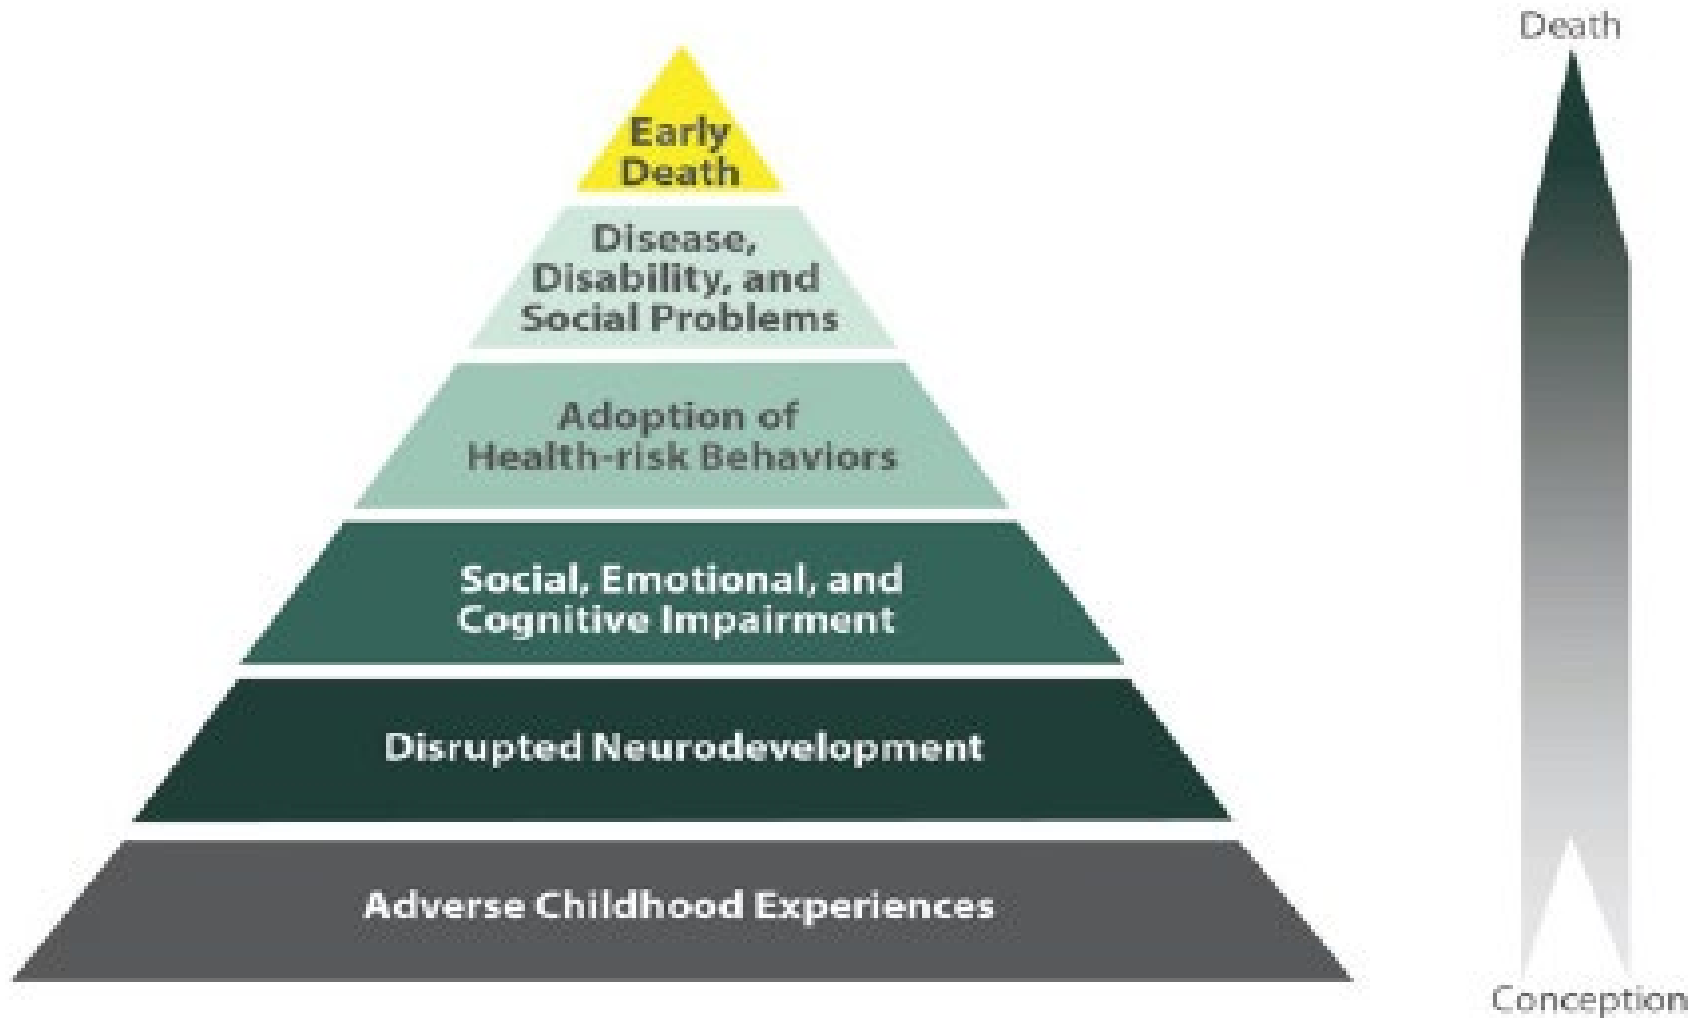 Death
Early
Death
Disease,
Disability, and
Social Problems
Adoption of
Health-risk Behaviors
Social, Emotional, and
Cognitive Impairment
Disrupted Neurodevelopment
Adverse Childhood Experiences
Conception